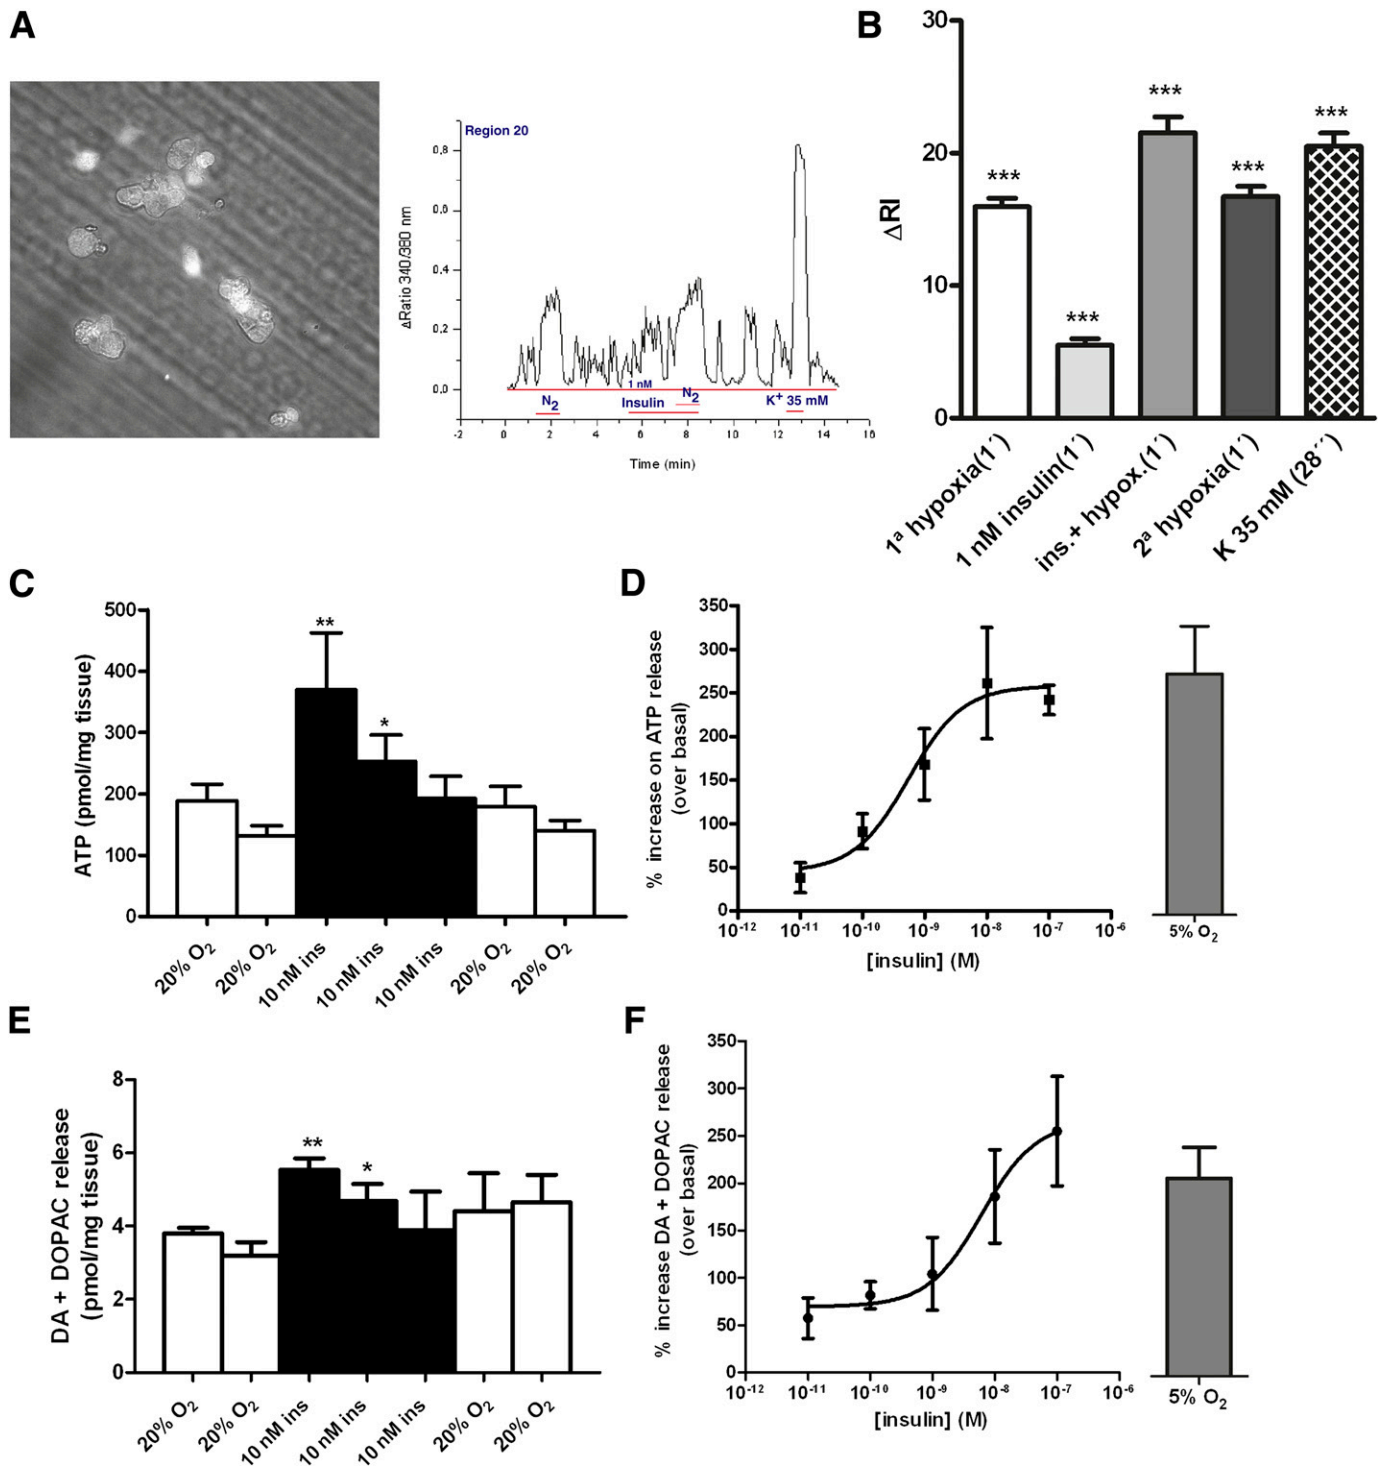 A
Region 20
ΔRatio 340/380 nm
0.8
0.6
0.4
0.2
0.0
1 nM
N2
Insulin
N2
K+ 35 mM
-2 0 2 4 6 8 10 12 14 16
Time (min)
B
ΔRI
30
20
10
0
***
***
***
***
***
1ª hypoxia(1´)
1 nM insulin(1´)
ins.+ hypox.(1´)
2ª hypoxia(1´)
K 35 mM (28´´)
C
ATP (pmol/mg tissue)
500
400
300
200
100
0
**
*
20% O2
20% O2
10 nM ins
10 nM ins
10 nM ins
20% O2
20% O2
D
% increase on ATP release
(over basal)
350
300
250
200
150
100
50
0
10-12 10-11 10-10 10-9 10-8 10-7 10-6
[insulin] (M)
5% O2
E
DA + DOPAC release
(pmol/mg tissue)
8
6
4
2
0
**
*
20% O2
20% O2
10 nM ins
10 nM ins
10 nM ins
20% O2
20% O2
F
% increase DA + DOPAC release
(over basal)
350
300
250
200
150
100
50
0
10-12 10-11 10-10 10-9 10-8 10-7 10-6
[insulin] (M)
5% O2